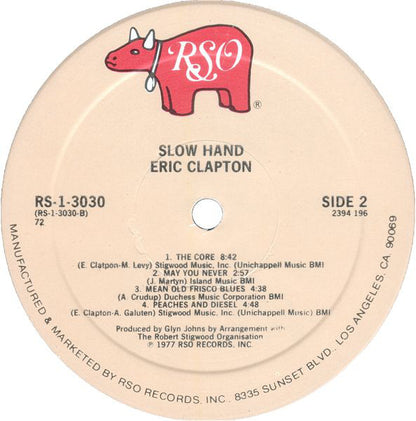 RSO
®
SLOW HAND
ERIC CLAPTON
RS-1-3030
(RS-1-3030-B)
72
SIDE 2
2394 196
1. THE CORE 8:42
(E. Clatpon-M. Levy) Stigwood Music, Inc. (Unichappell Music) BMI
2. MAY YOU NEVER 2:57
(J. Martyn) Island Music BMI
3. MEAN OLD FRISCO BLUES 4:38
(A. Crudup) Duchess Music Corporation BMI
4. PEACHES AND DIESEL 4:38
(E. Clapton-A. Galuten) Stigwood Music, Inc. (Unichappell Music) BMI
Produced by Glyn Johns by Arrangement with
The Robert Stigwood Organisation
℗ 1977 RSO RECORDS, INC.
MANUFACTURED & MARKETED BY RSO RECORDS, INC., 8335 SUNSET BLVD., LOS ANGELES, CA. 90069